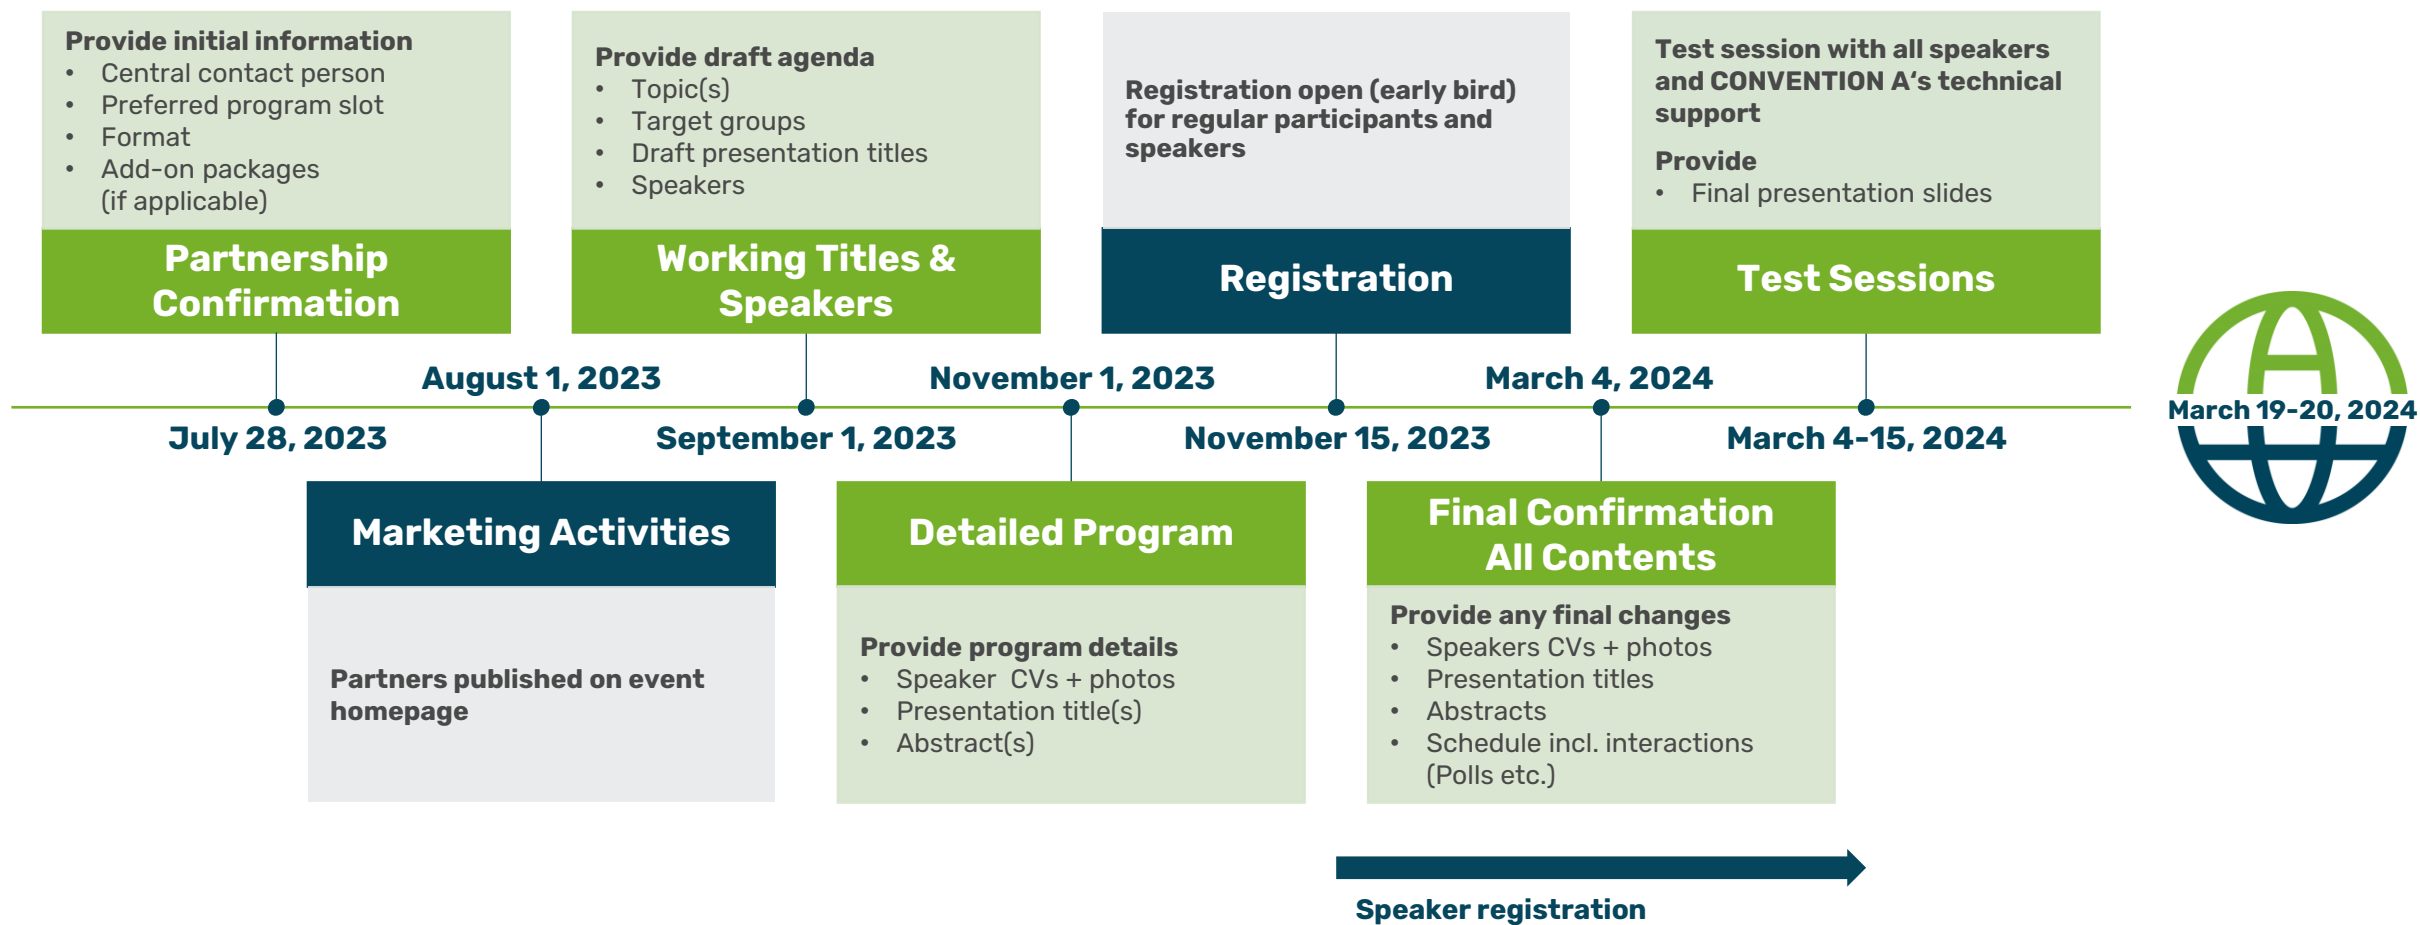 Provide initial information
• Central contact person
• Preferred program slot
• Format
• Add-on packages
(if applicable)
Partnership
Confirmation
July 28, 2023
August 1, 2023
Marketing Activities
Partners published on event
homepage
Provide draft agenda
• Topic(s)
• Target groups
• Draft presentation titles
• Speakers
Working Titles &
Speakers
September 1, 2023
November 1, 2023
Detailed Program
Provide program details
• Speaker  CVs + photos
• Presentation title(s)
• Abstract(s)
Registration open (early bird)
for regular participants and
speakers
Registration
November 15, 2023
March 4, 2024
Final Confirmation
All Contents
Provide any final changes
• Speakers CVs + photos
• Presentation titles
• Abstracts
• Schedule incl. interactions
(Polls etc.)
Test session with all speakers
and CONVENTION A‘s technical
support
Provide
• Final presentation slides
Test Sessions
March 4-15, 2024
March 19-20, 2024
Speaker registration